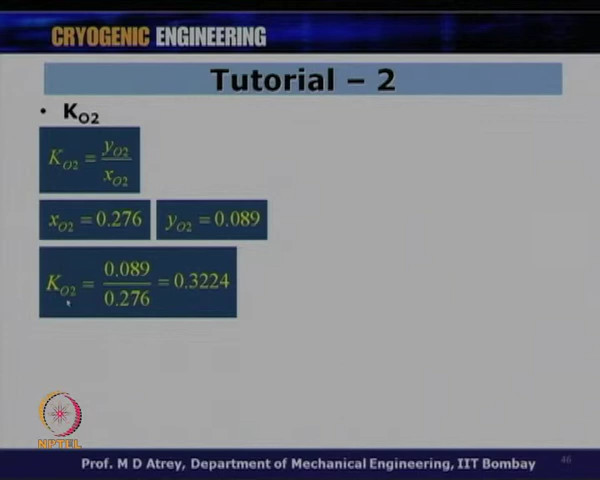 CRYOGENIC ENGINEERING
Tutorial – 2
• K_O2
K_O2 = y_O2 / x_O2
x_O2 = 0.276 y_O2 = 0.089
K_O2 = 0.089 / 0.276 = 0.3224
NPTEL
Prof. M D Atrey, Department of Mechanical Engineering, IIT Bombay 46